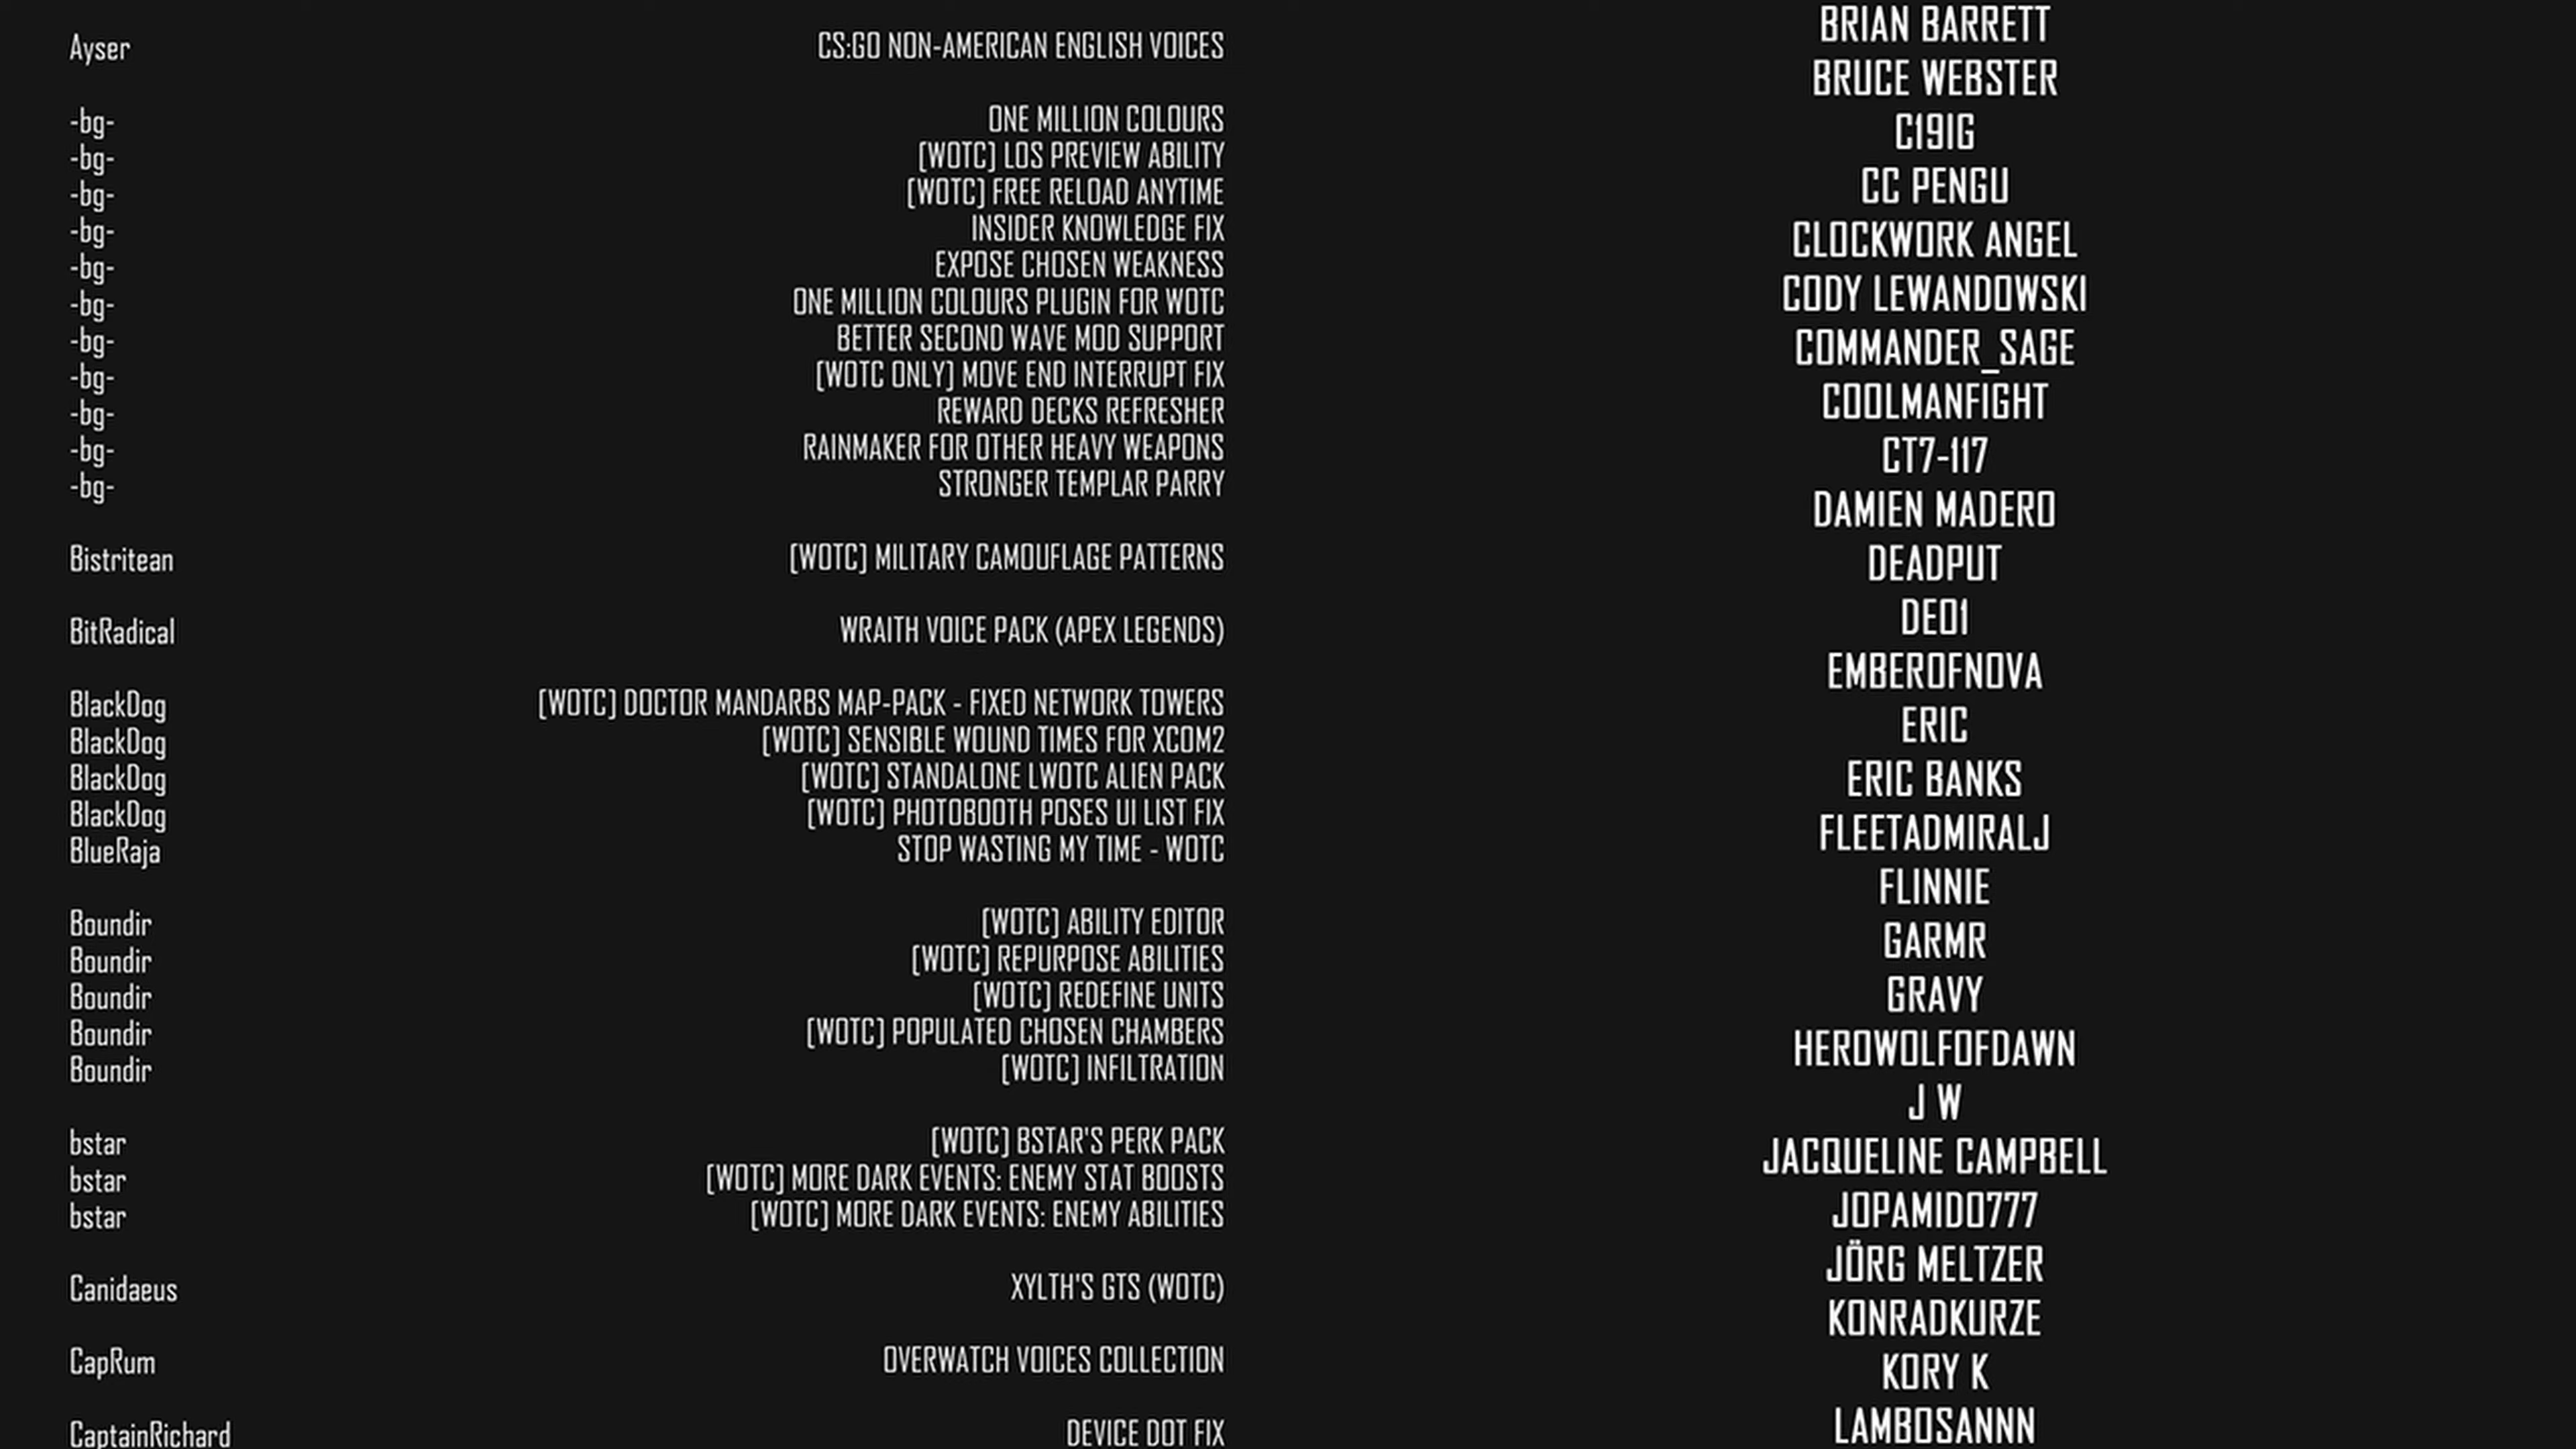 Ayser CS:GO NON-AMERICAN ENGLISH VOICES
-bg- ONE MILLION COLOURS
-bg- [WOTC] LOS PREVIEW ABILITY
-bg- [WOTC] FREE RELOAD ANYTIME
-bg- INSIDER KNOWLEDGE FIX
-bg- EXPOSE CHOSEN WEAKNESS
-bg- ONE MILLION COLOURS PLUGIN FOR WOTC
-bg- BETTER SECOND WAVE MOD SUPPORT
-bg- [WOTC ONLY] MOVE END INTERRUPT FIX
-bg- REWARD DECKS REFRESHER
-bg- RAINMAKER FOR OTHER HEAVY WEAPONS
-bg- STRONGER TEMPLAR PARRY
Bistritean [WOTC] MILITARY CAMOUFLAGE PATTERNS
BitRadical WRAITH VOICE PACK (APEX LEGENDS)
BlackDog [WOTC] DOCTOR MANDARBS MAP-PACK - FIXED NETWORK TOWERS
BlackDog [WOTC] SENSIBLE WOUND TIMES FOR XCOM2
BlackDog [WOTC] STANDALONE LWOTC ALIEN PACK
BlackDog [WOTC] PHOTOBOOTH POSES UI LIST FIX
BlueRaja STOP WASTING MY TIME - WOTC
Boundir [WOTC] ABILITY EDITOR
Boundir [WOTC] REPURPOSE ABILITIES
Boundir [WOTC] REDEFINE UNITS
Boundir [WOTC] POPULATED CHOSEN CHAMBERS
Boundir [WOTC] INFILTRATION
bstar [WOTC] BSTAR'S PERK PACK
bstar [WOTC] MORE DARK EVENTS: ENEMY STAT BOOSTS
bstar [WOTC] MORE DARK EVENTS: ENEMY ABILITIES
Canidaeus XYLTH'S GTS (WOTC)
CapRum OVERWATCH VOICES COLLECTION
CaptainRichard DEVICE DOT FIX
BRIAN BARRETT
BRUCE WEBSTER
C19IG
CC PENGU
CLOCKWORK ANGEL
CODY LEWANDOWSKI
COMMANDER_SAGE
COOLMANFIGHT
CT7-117
DAMIEN MADERO
DEADPUT
DEO1
EMBEROFNOVA
ERIC
ERIC BANKS
FLEETADMIRALJ
FLINNIE
GARMR
GRAVY
HEROWOLFOFDAWN
J W
JACQUELINE CAMPBELL
JOPAMIDO777
JÖRG MELTZER
KONRADKURZE
KORY K
LAMBOSANNN